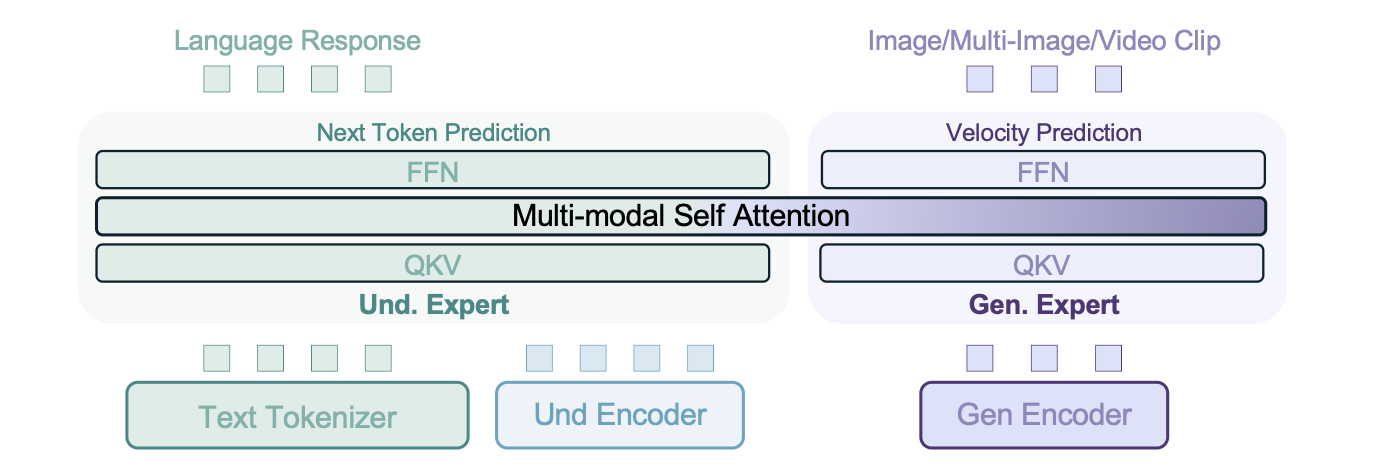 Language Response
Image/Multi-Image/Video Clip
Next Token Prediction
Velocity Prediction
FFN
FFN
Multi-modal Self Attention
QKV
QKV
Und. Expert
Gen. Expert
Text Tokenizer
Und Encoder
Gen Encoder